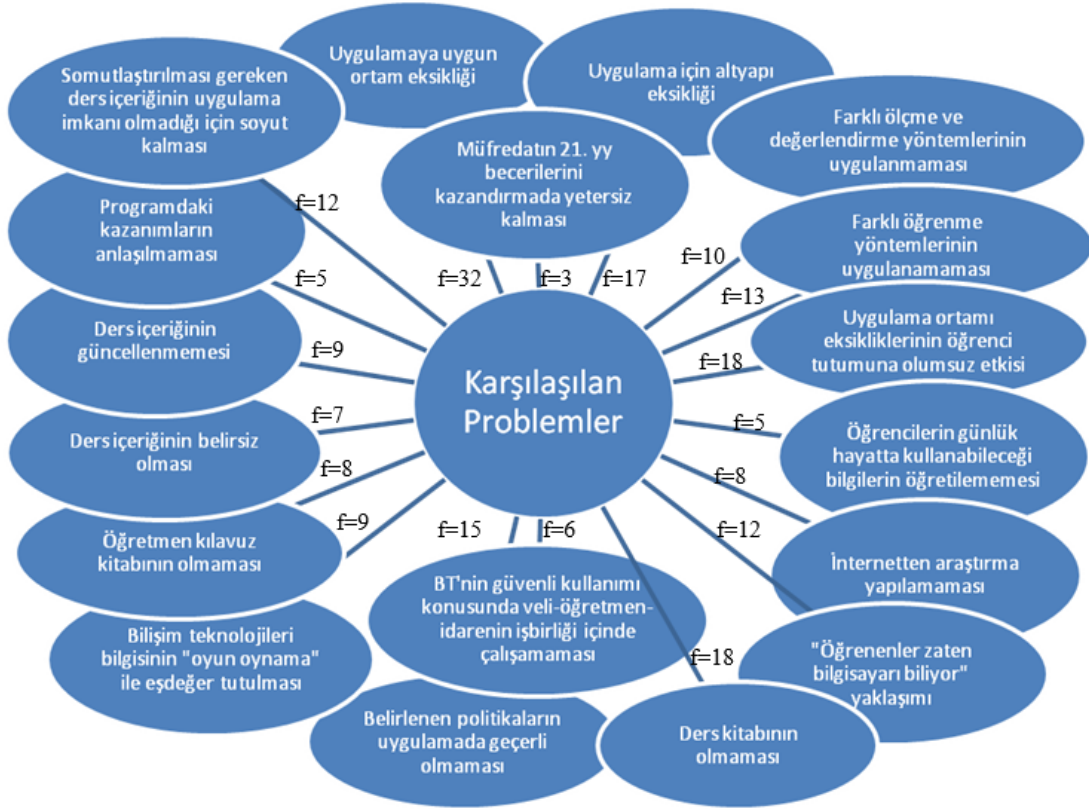 Uygulamaya uygun
ortam eksikliği
Uygulama için altyapı
eksikliği
Somutlaştırılması gereken
ders içeriğinin uygulama
imkanı olmadığı için soyut
kalması
Müfredatın 21. yy
becerilerini
kazandırmada yetersiz
kalması
Farklı ölçme ve
değerlendirme yöntemlerinin
uygulanmaması
Programdaki
kazanımların
anlaşılmaması
Farklı öğrenme
yöntemlerinin
uygulanamaması
f=12
f=5
f=32
f=3
f=17
f=10
f=13
Ders içeriğinin
güncellenmemesi
f=9
Karşılaşılan
Problemler
f=18
Uygulama ortamı
eksikliklerinin öğrenci
tutumuna olumsuz etkisi
Ders içeriğinin belirsiz
olması
f=7
f=5
Öğrencilerin günlük
hayatta kullanabileceği
bilgilerin öğretilememesi
f=8
f=8
Öğretmen kılavuz
kitabının olmaması
f=9
f=15
f=6
f=12
İnternetten araştırma
yapılamaması
Bilişim teknolojileri
bilgisinin "oyun oynama"
ile eşdeğer tutulması
BT'nin güvenli kullanımı
konusunda veli-öğretmen-
idarenin işbirliği içinde
çalışamaması
f=18
"Öğrenenler zaten
bilgisayarı biliyor"
yaklaşımı
Belirlenen politikaların
uygulamada geçerli
olmaması
Ders kitabının
olmaması